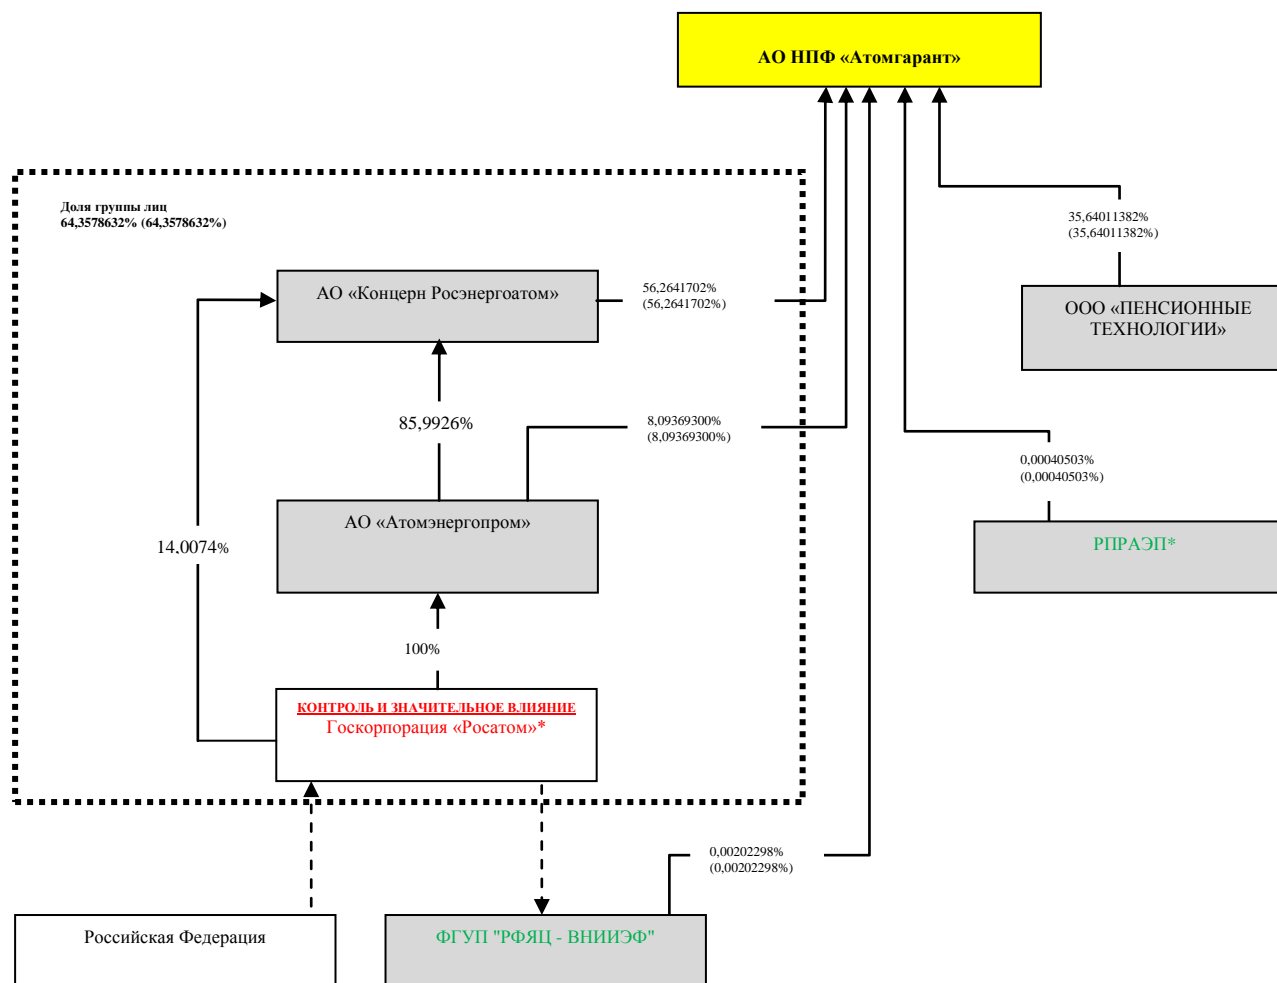 АО НПФ «Атомгарант»
Доля группы лиц
64,3578632% (64,3578632%)
35,64011382%
(35,64011382%)
АО «Концерн Росэнергоатом»
56,2641702%
(56,2641702%)
ООО «ПЕНСИОННЫЕ
ТЕХНОЛОГИИ»
85,9926%
8,09369300%
(8,09369300%)
0,00040503%
(0,00040503%)
АО «Атомэнергопром»
14,0074%
РПРАЭП*
100%
КОНТРОЛЬ И ЗНАЧИТЕЛЬНОЕ ВЛИЯНИЕ
Госкорпорация «Росатом»*
0,00202298%
(0,00202298%)
Российская Федерация
ФГУП "РФЯЦ - ВНИИЭФ"